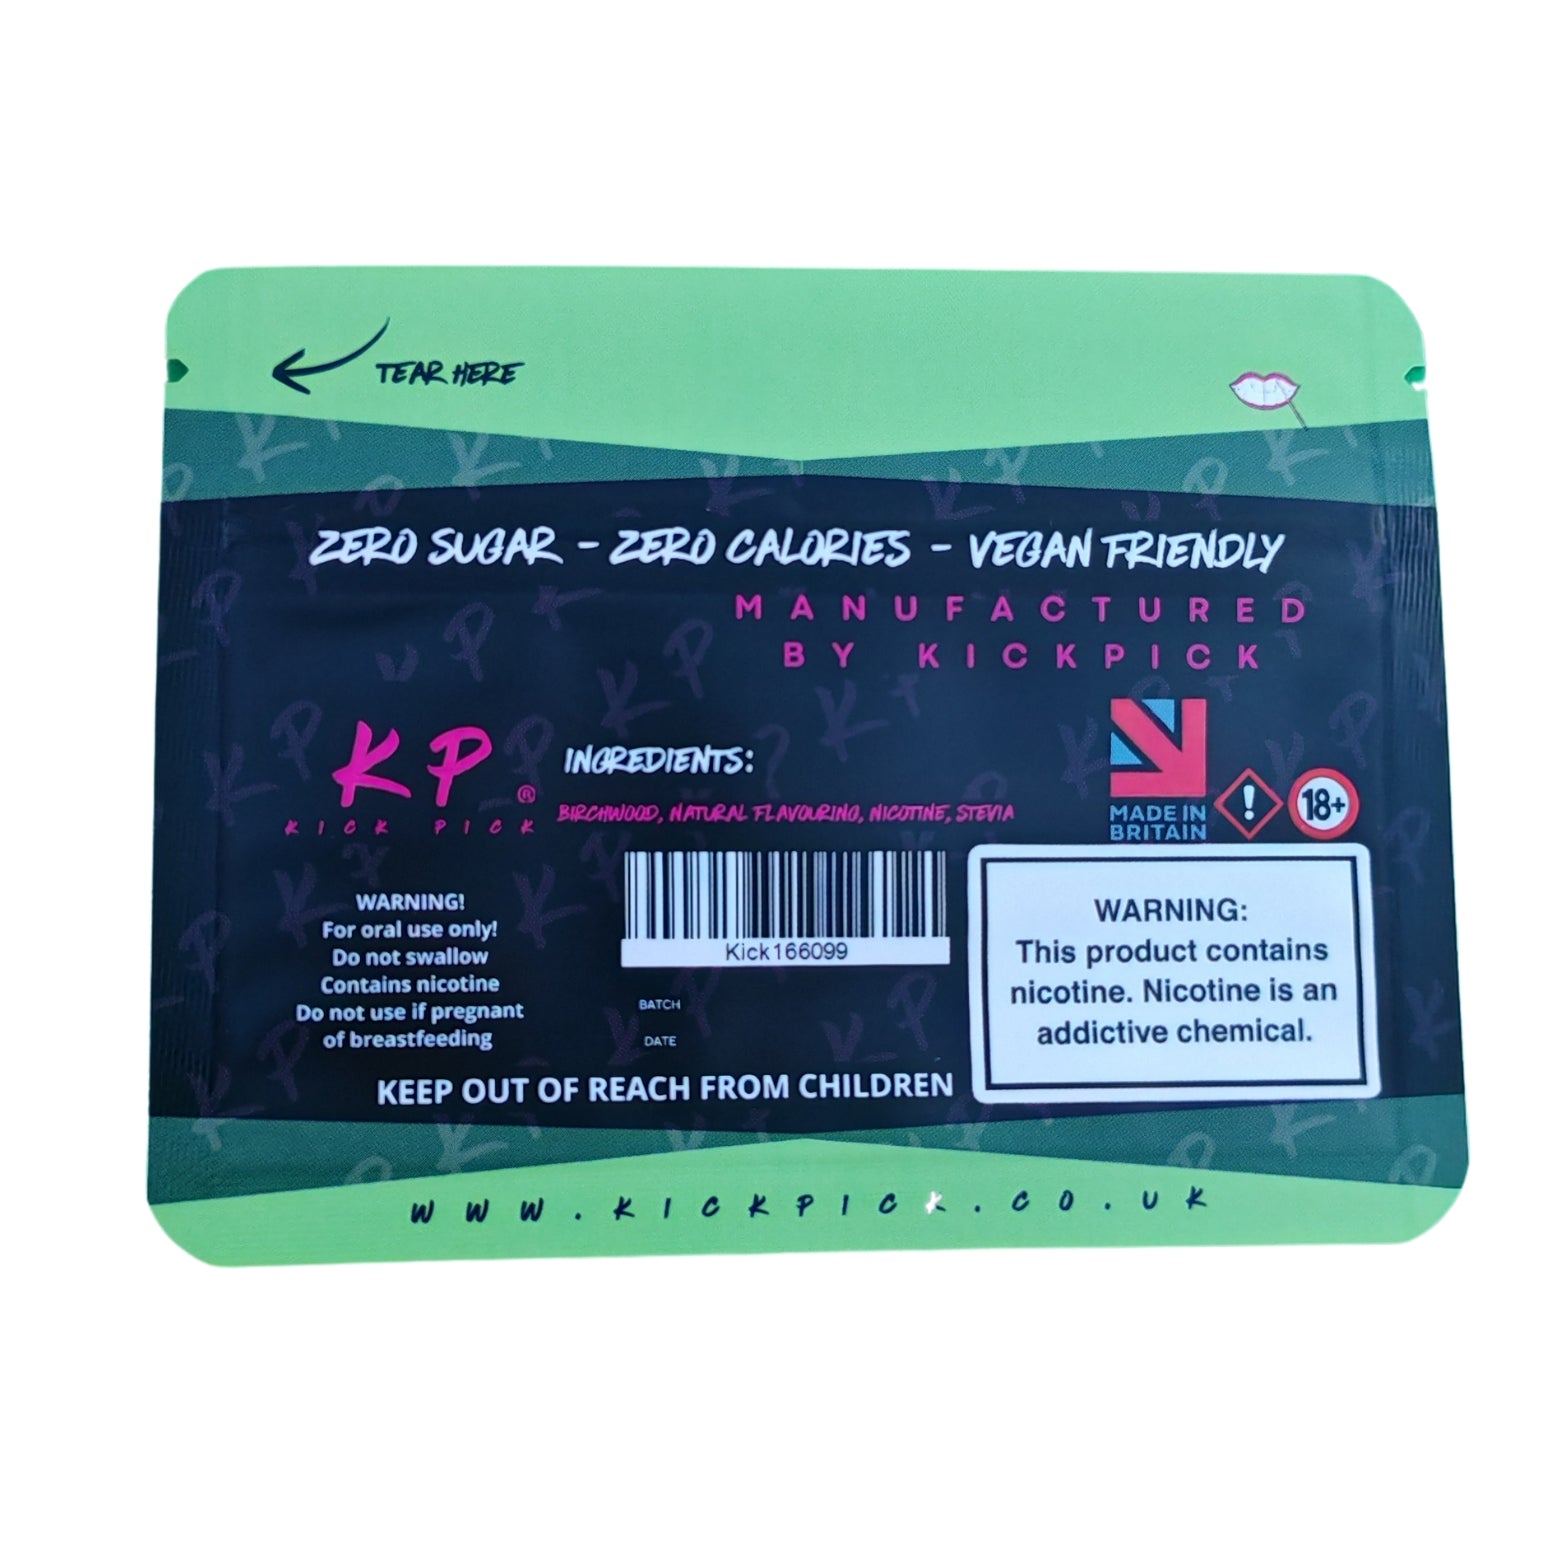 TEAR HERE
ZERO SUGAR - ZERO CALORIES - VEGAN FRIENDLY
MANUFACTURED
BY KICKPICK
KP®
KICK PICK
INGREDIENTS:
BIRCHWOOD, NATURAL FLAVOURING, NICOTINE, STEVIA
MADE IN
BRITAIN
!
18+
WARNING!
For oral use only!
Do not swallow
Contains nicotine
Do not use if pregnant
of breastfeeding
Kick166099
BATCH
DATE
WARNING:
This product contains
nicotine. Nicotine is an
addictive chemical.
KEEP OUT OF REACH FROM CHILDREN
WWW.KICKPICK.CO.UK